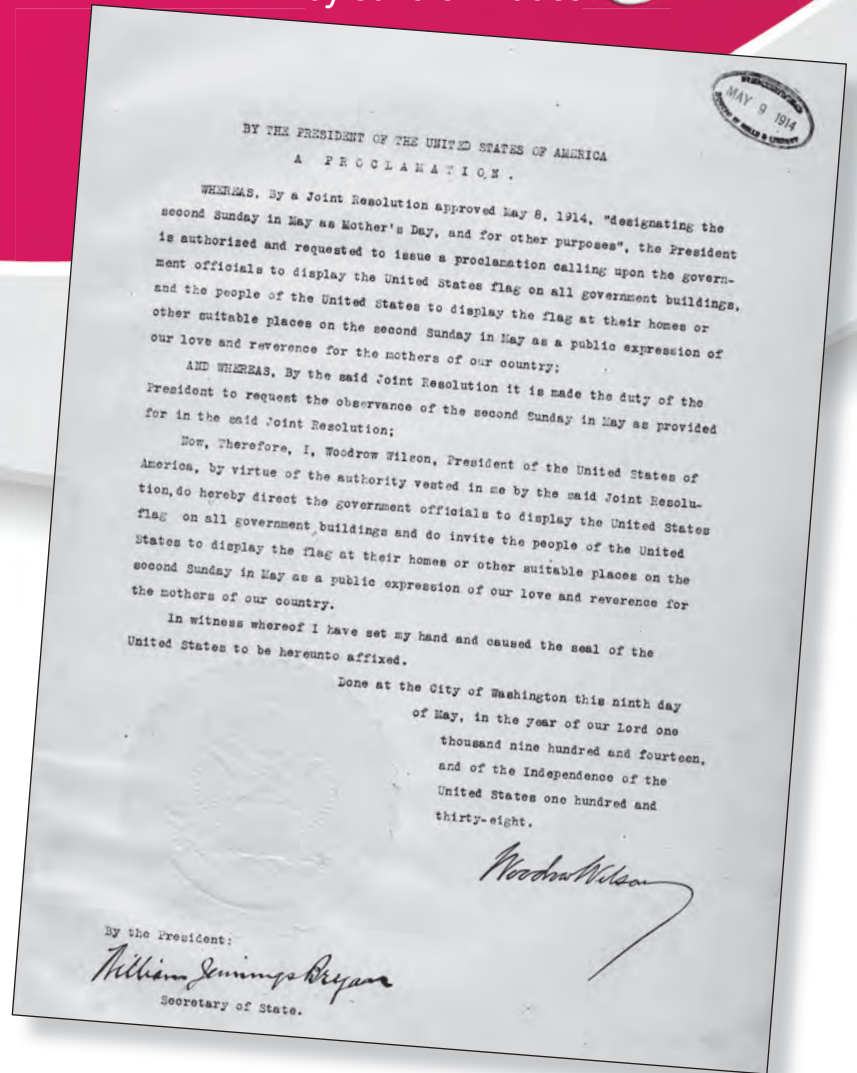 MAY 9 1914
BY THE PRESIDENT OF THE UNITED STATES OF AMERICA
A PROCLAMATION.
WHEREAS, By a Joint Resolution approved May 8, 1914, "designating the
second Sunday in May as Mother's Day, and for other purposes", the President
is authorized and requested to issue a proclamation calling upon the govern-
ment officials to display the United States flag on all government buildings,
and the people of the United States to display the flag at their homes or
other suitable places on the second Sunday in May as a public expression of
our love and reverence for the mothers of our country;
AND WHEREAS, By the said Joint Resolution it is made the duty of the
President to request the observance of the second Sunday in May as provided
for in the said Joint Resolution;
Now, Therefore, I, Woodrow Wilson, President of the United States of
America, by virtue of the authority vested in me by the said Joint Resolu-
tion, do hereby direct the government officials to display the United States
flag on all government buildings and do invite the people of the United
States to display the flag at their homes or other suitable places on the
second Sunday in May as a public expression of our love and reverence for
the mothers of our country.
In witness whereof I have set my hand and caused the seal of the
United States to be hereunto affixed.
Done at the City of Washington this ninth day
of May, in the year of our Lord one
thousand nine hundred and fourteen,
and of the Independence of the
United States one hundred and
thirty-eight.
Woodrow Wilson
By the President:
William Jennings Bryan
Secretary of State.